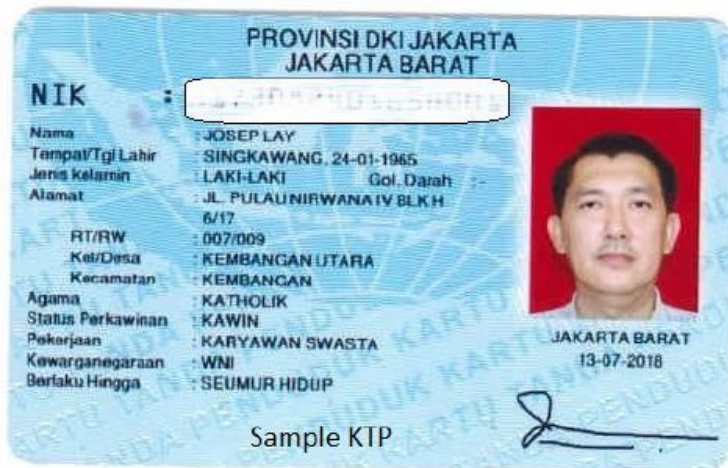 PROVINSI DKI JAKARTA
JAKARTA BARAT
NIK :
Nama : JOSEP LAY
Tempat/Tgl Lahir : SINGKAWANG, 24-01-1965
Jenis kelamin : LAKI-LAKI Gol. Darah : -
Alamat : JL. PULAU NIRWANA IV BLK H
6/17
RT/RW : 007/009
Kel/Desa : KEMBANGAN UTARA
Kecamatan : KEMBANGAN
Agama : KATHOLIK
Status Perkawinan : KAWIN
Pekerjaan : KARYAWAN SWASTA
Kewarganegaraan : WNI
Berlaku Hingga : SEUMUR HIDUP
JAKARTA BARAT
13-07-2018
Sample KTP